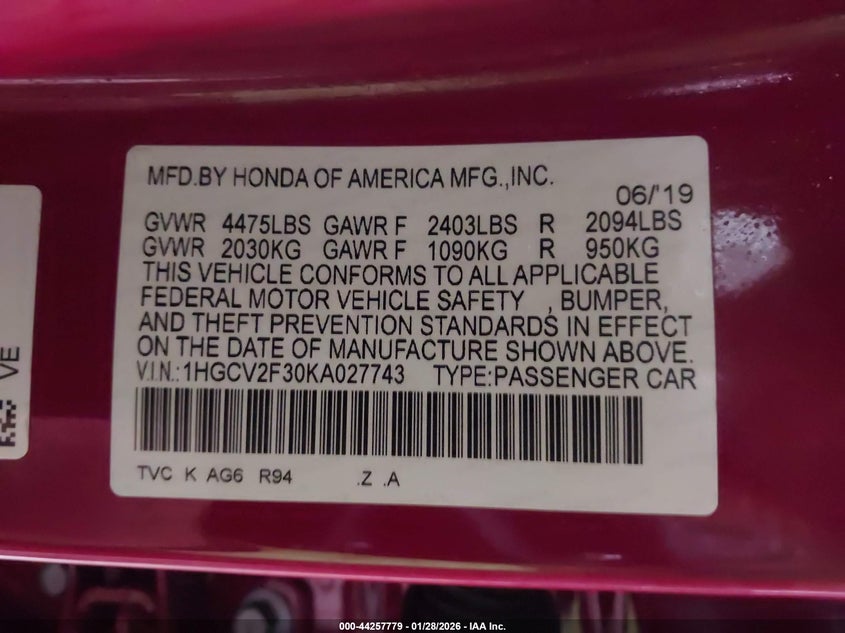 MFD.BY HONDA OF AMERICA MFG.,INC.
06/'19
GVWR 4475LBS GAWR F 2403LBS R 2094LBS
GVWR 2030KG GAWR F 1090KG R 950KG
THIS VEHICLE CONFORMS TO ALL APPLICABLE
FEDERAL MOTOR VEHICLE SAFETY , BUMPER,
AND THEFT PREVENTION STANDARDS IN EFFECT
ON THE DATE OF MANUFACTURE SHOWN ABOVE.
V.I.N.:1HGCV2F30KA027743 TYPE:PASSENGER CAR
TVC K AG6 R94 .Z .A
VE
000-44257779 - 01/28/2026 - IAA Inc.